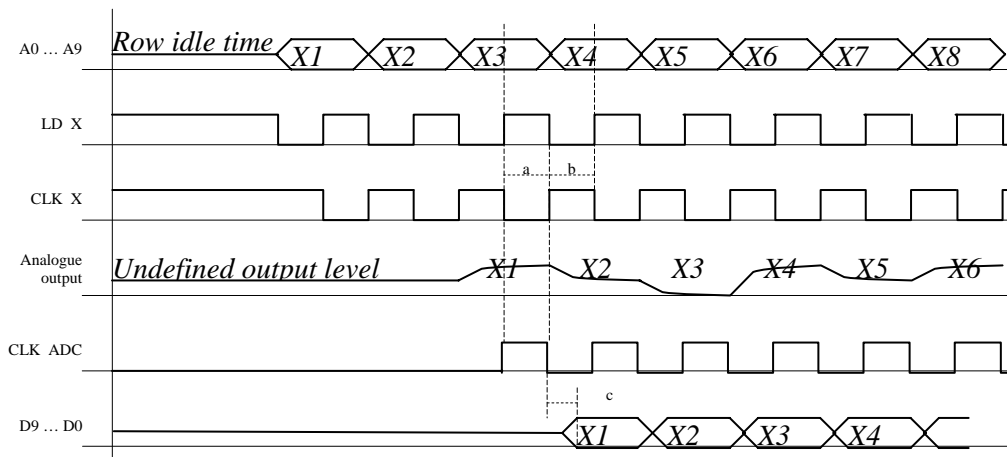 A0 … A9 Row idle time X1 X2 X3 X4 X5 X6 X7 X8
LD X
a b
CLK X
Analogue
output Undefined output level X1 X2 X3 X4 X5 X6
CLK ADC
c
D9 … D0 X1 X2 X3 X4